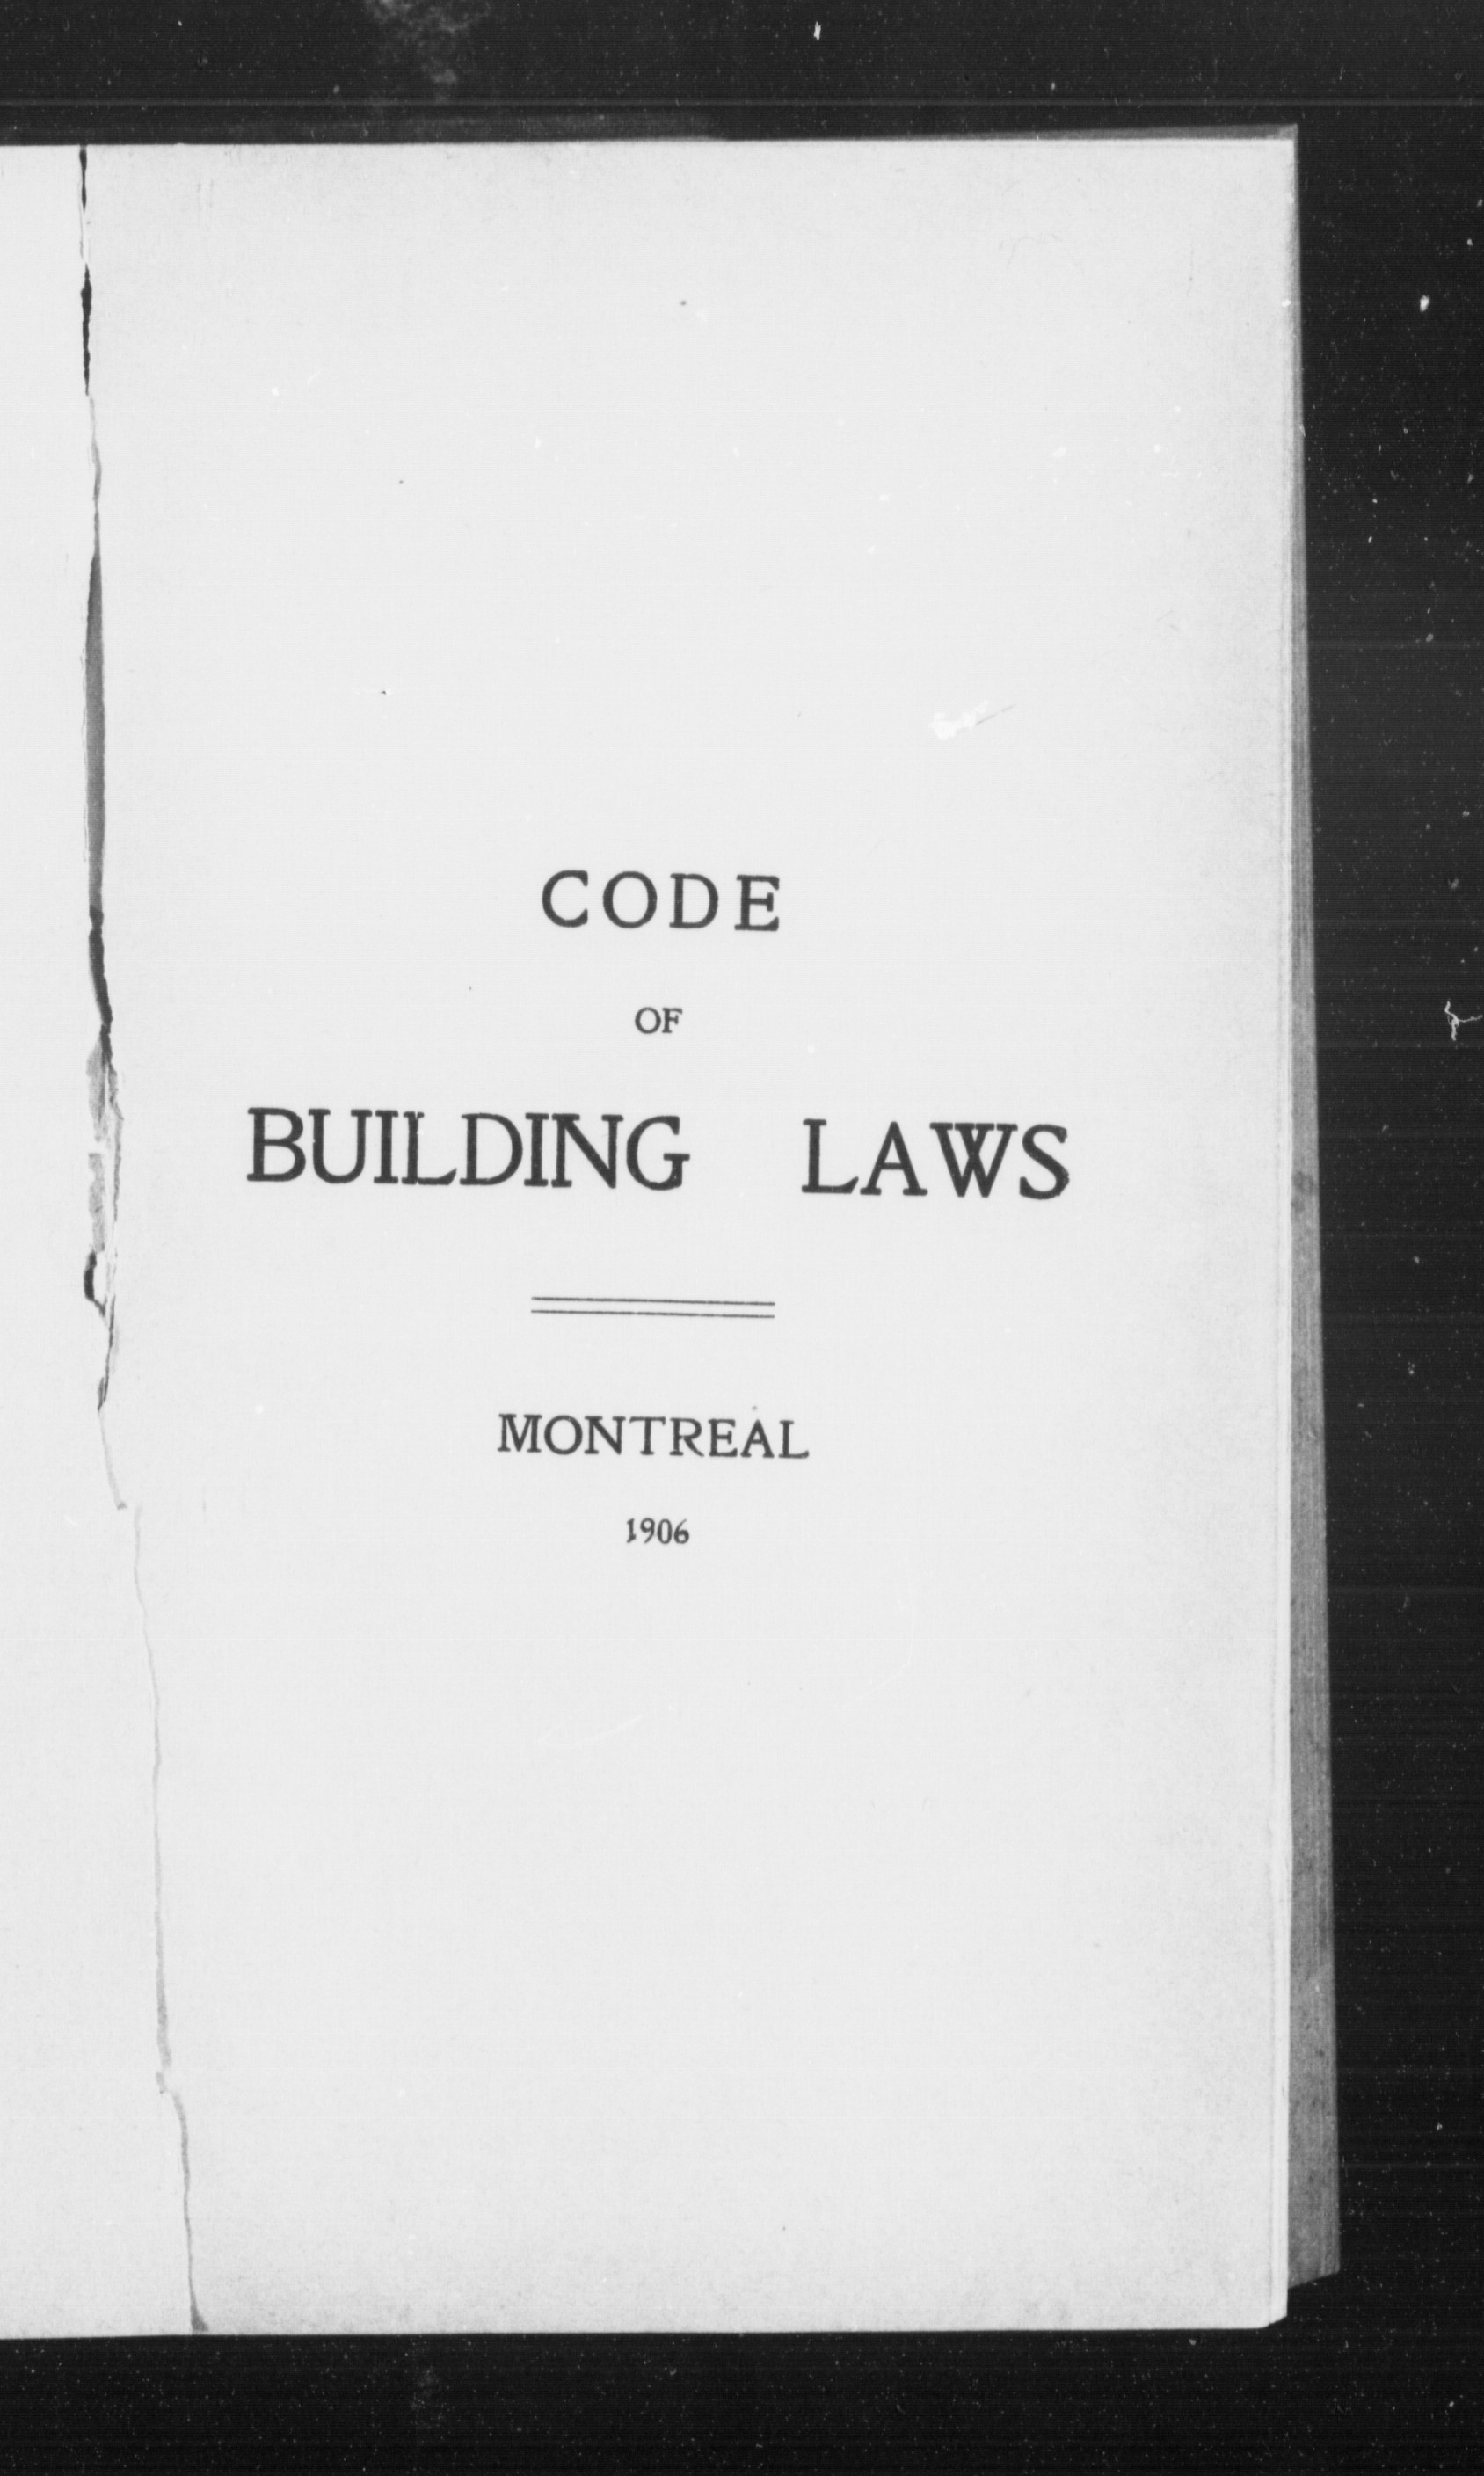 CODE
OF
BUILDING LAWS
MONTREAL
1906